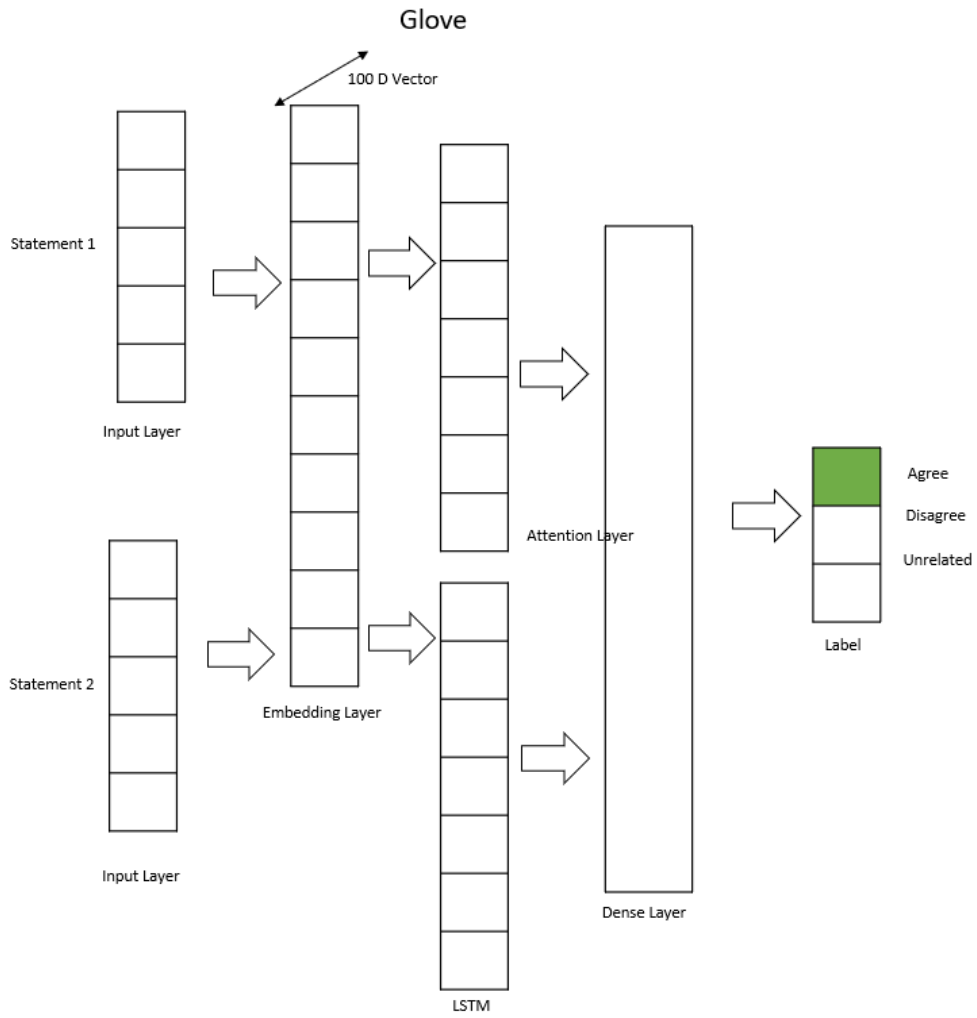 Glove
100 D Vector
Statement 1
Input Layer
Agree
Disagree
Attention Layer
Unrelated
Label
Statement 2
Embedding Layer
Input Layer
Dense Layer
LSTM